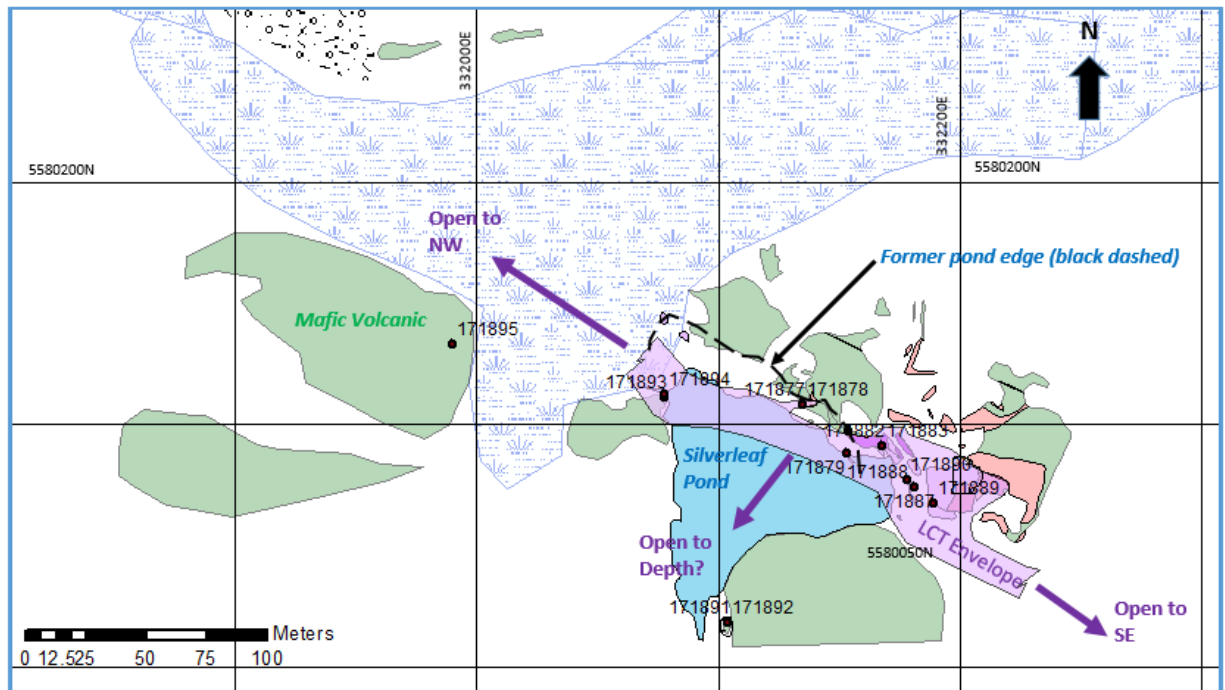 332000E
N
332200E
5580200N
5580200N
Open to
NW
Former pond edge (black dashed)
Mafic Volcanic
171895
171893 171894
171877 171878
171882 171883
Silverleaf
Pond
171879 171888 171890
171887 171889
LCT Envelope
5580050N
Open to
Depth?
171891 171892
Open to
SE
Meters
0 12.525 50 75 100